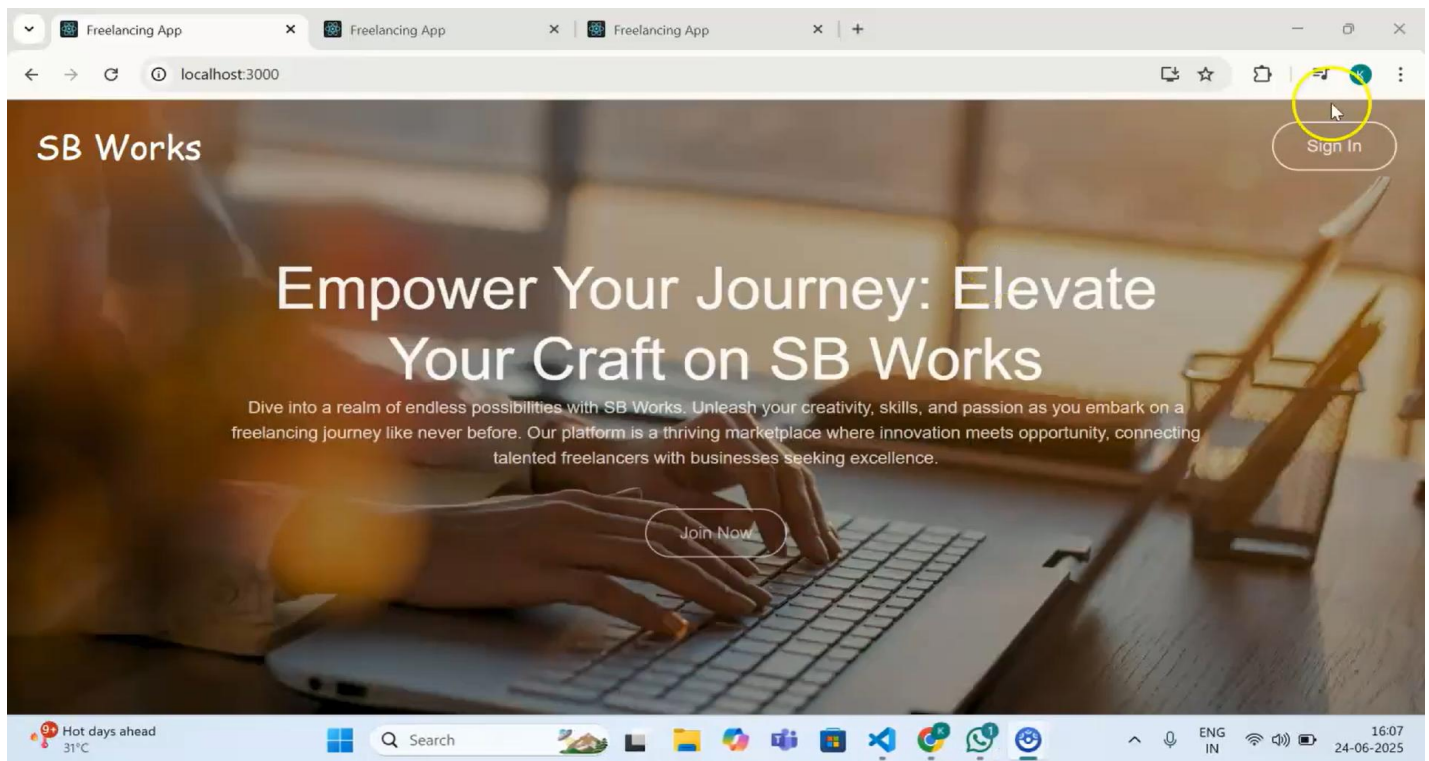 Freelancing App
Freelancing App
Freelancing App
localhost:3000
K
SB Works
Sign In
Empower Your Journey: Elevate
Your Craft on SB Works
Dive into a realm of endless possibilities with SB Works. Unleash your creativity, skills, and passion as you embark on a
freelancing journey like never before. Our platform is a thriving marketplace where innovation meets opportunity, connecting
talented freelancers with businesses seeking excellence.
Join Now
9+
Hot days ahead
31°C
Search
K
1
ENG
IN
16:07
24-06-2025